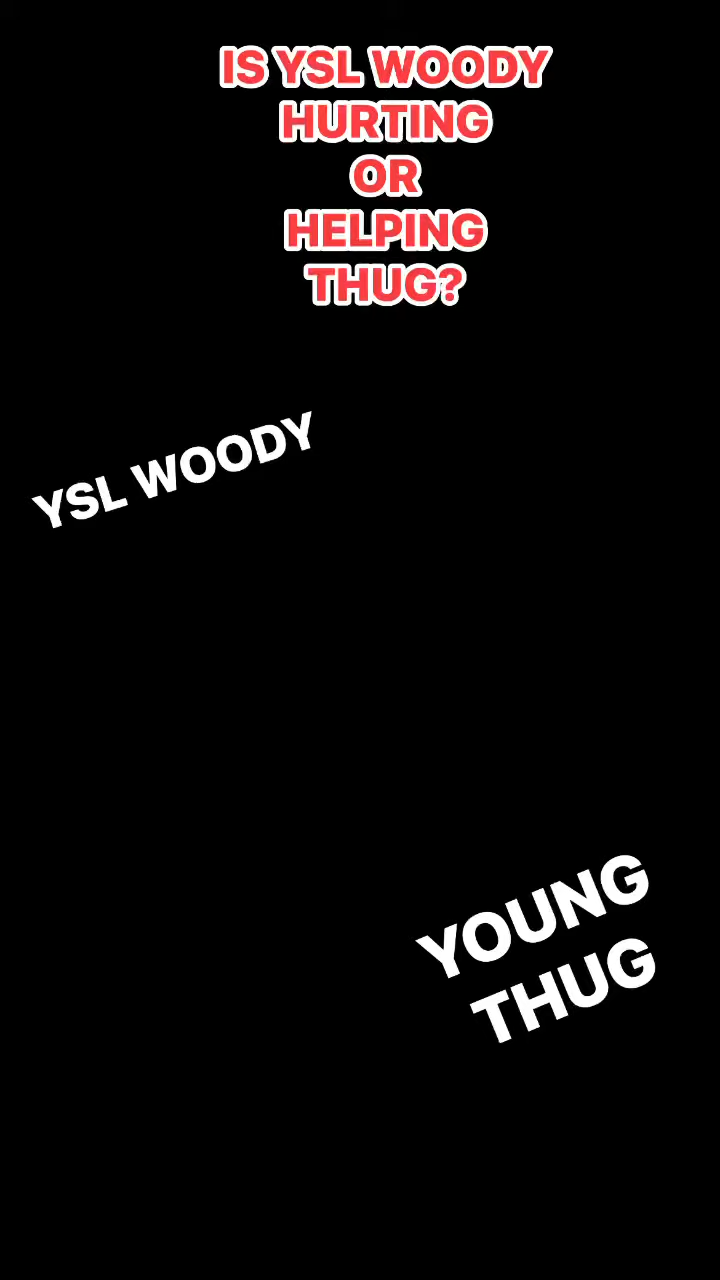 IS YSL WOODY
HURTING
OR
HELPING
THUG?
YSL WOODY
YOUNG
THUG